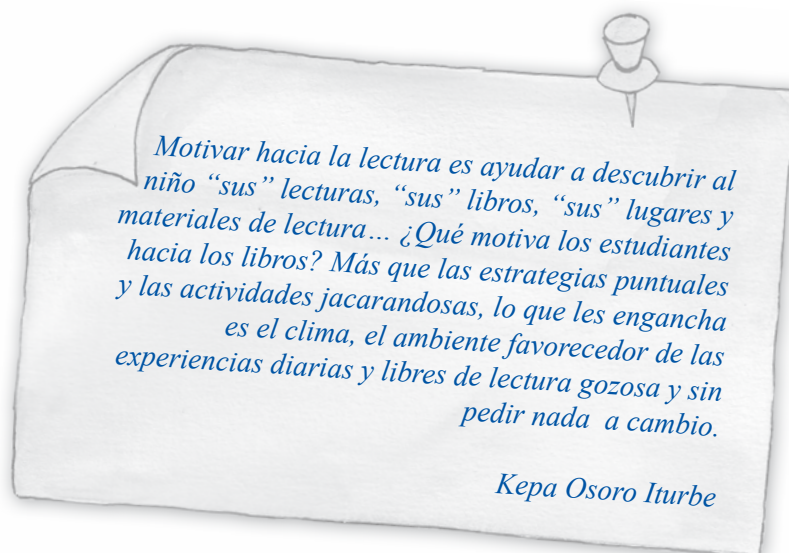 Motivar hacia la lectura es ayudar a descubrir al
niño “sus” lecturas, “sus” libros, “sus” lugares y
materiales de lectura… ¿Qué motiva los estudiantes
hacia los libros? Más que las estrategias puntuales
y las actividades jacarandosas, lo que les engancha
es el clima, el ambiente favorecedor de las
experiencias diarias y libres de lectura gozosa y sin
pedir nada a cambio.
Kepa Osoro Iturbe